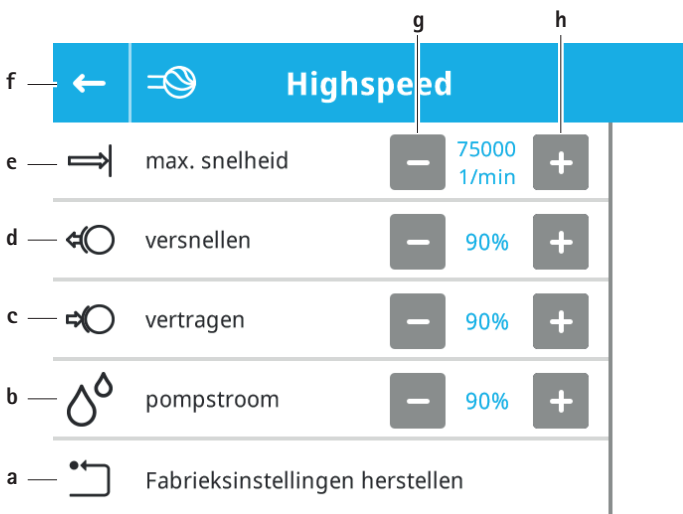 g h
f Highspeed
e max. snelheid 75000
1/min
d versnellen 90%
c vertragen 90%
b pompstroom 90%
a Fabrieksinstellingen herstellen